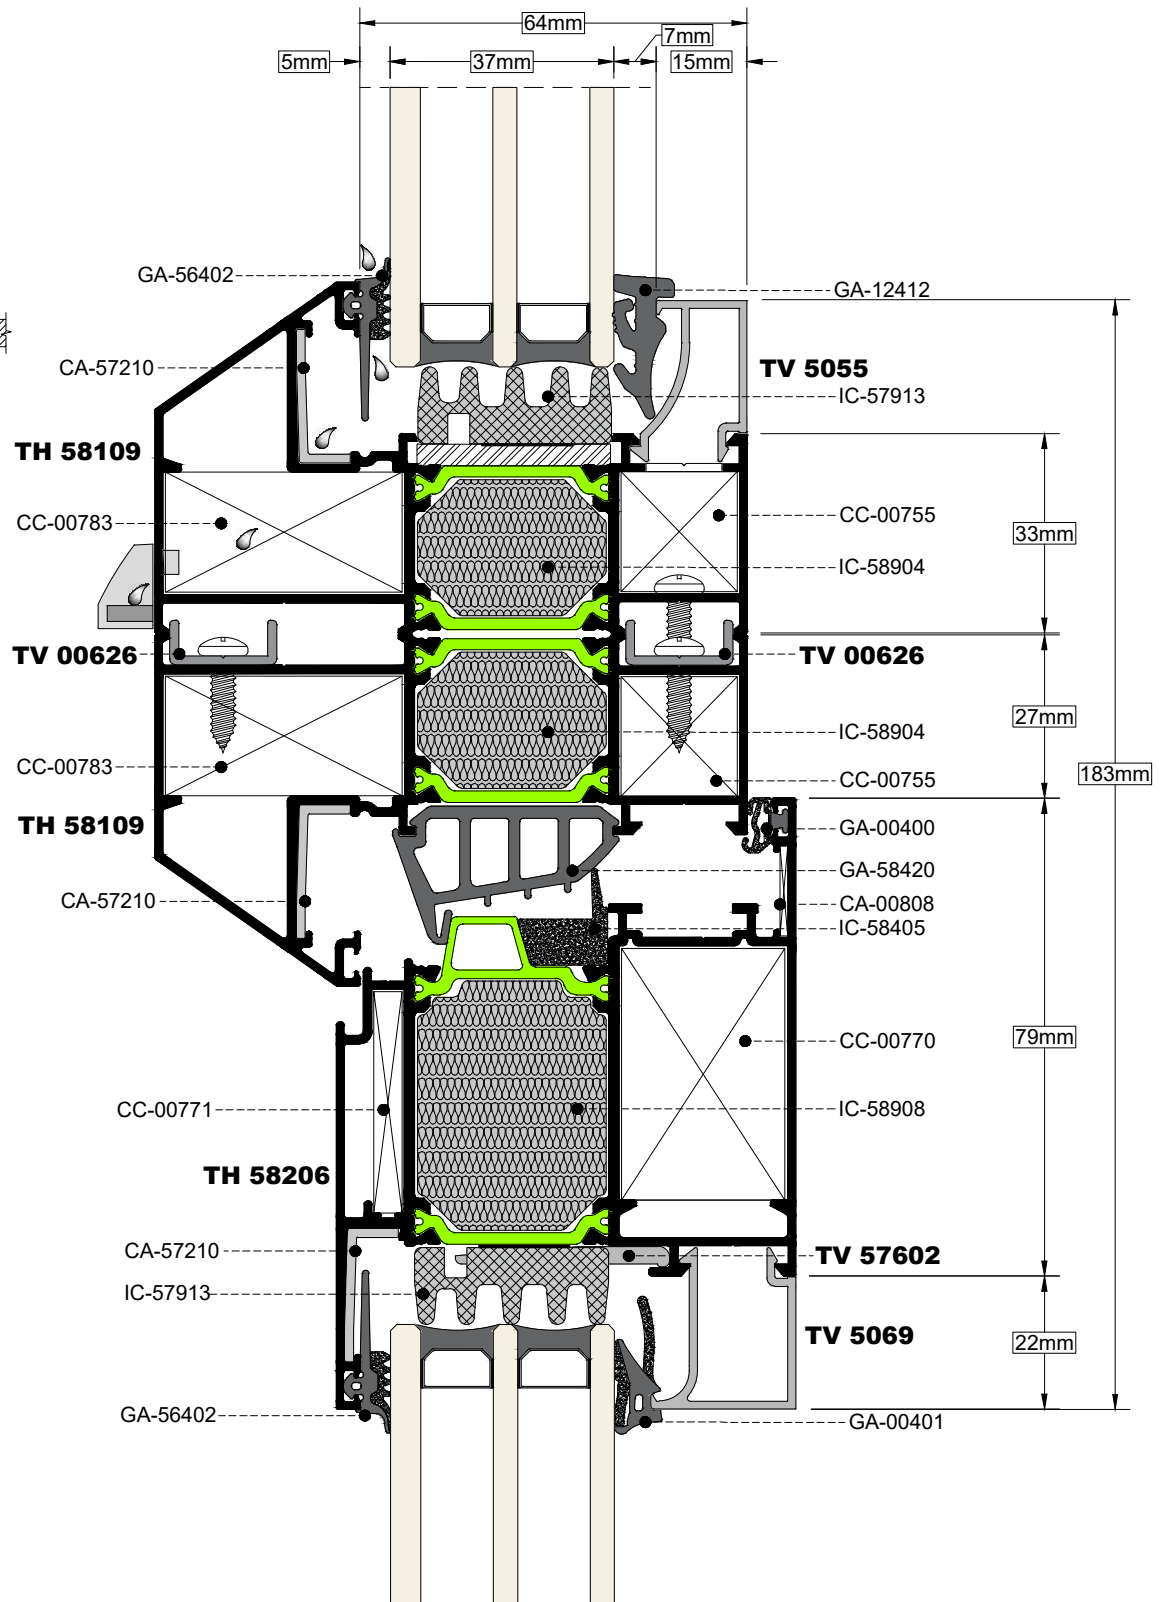 64mm
7mm
5mm
37mm
15mm
GA-56402
GA-12412
CA-57210
TV 5055
IC-57913
TH 58109
CC-00783
CC-00755
33mm
IC-58904
TV 00626
TV 00626
27mm
IC-58904
CC-00783
CC-00755
183mm
TH 58109
GA-00400
GA-58420
CA-57210
CA-00808
IC-58405
CC-00770
79mm
CC-00771
IC-58908
TH 58206
CA-57210
TV 57602
IC-57913
TV 5069
22mm
GA-56402
GA-00401